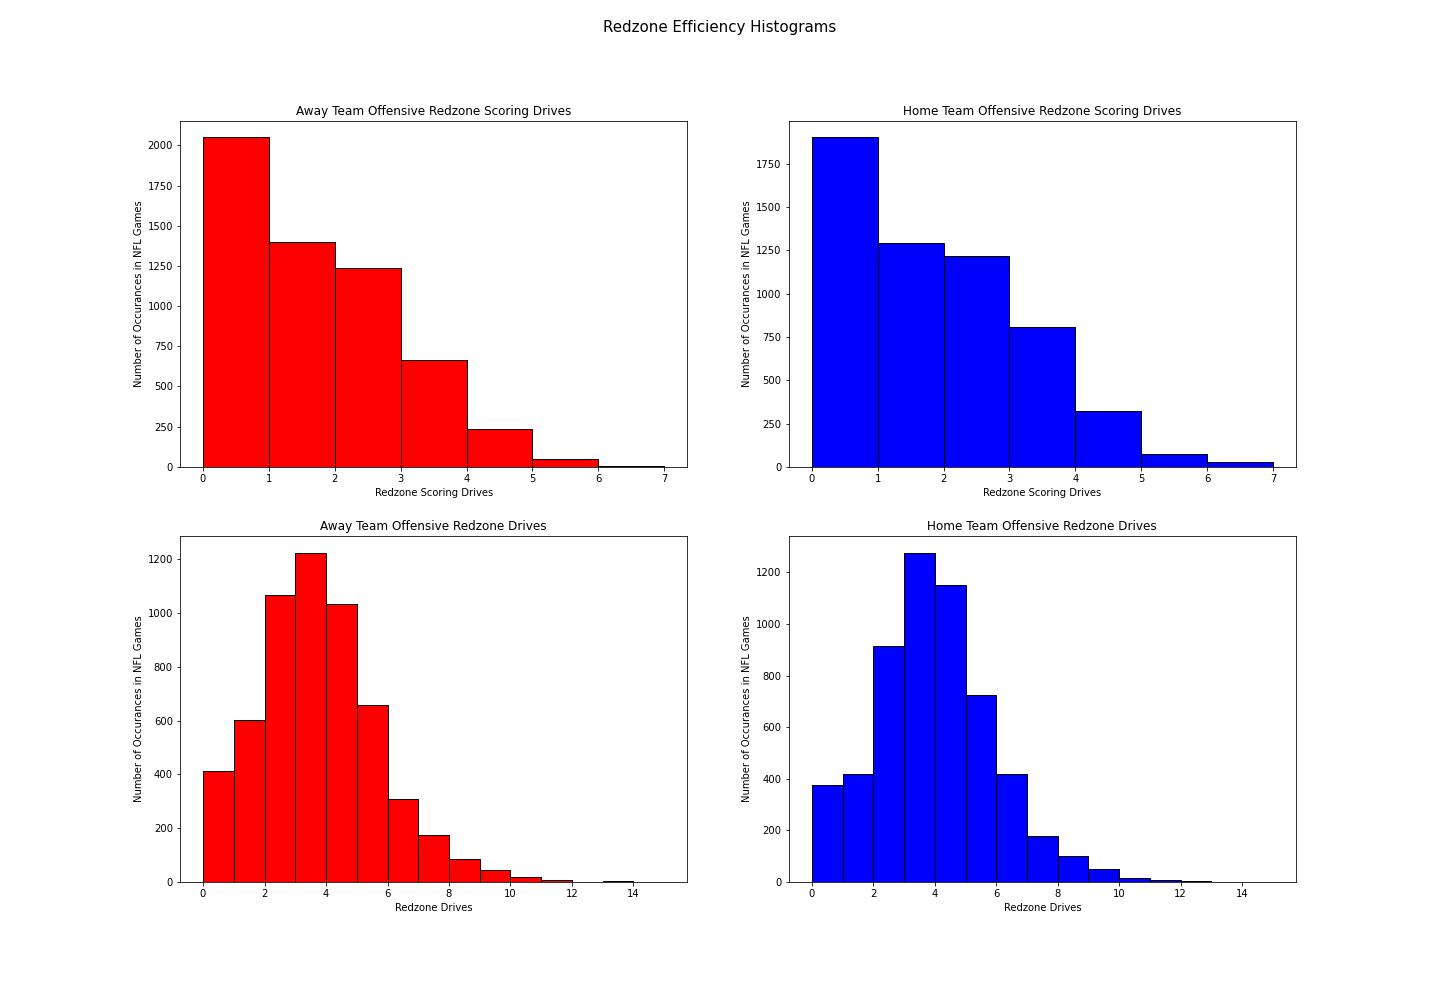 Redzone Efficiency Histograms
Away Team Offensive Redzone Scoring Drives
Number of Occurances in NFL Games
2000
1750
1500
1250
1000
750
500
250
0
0 1 2 3 4 5 6 7
Redzone Scoring Drives
Home Team Offensive Redzone Scoring Drives
Number of Occurances in NFL Games
1750
1500
1250
1000
750
500
250
0
0 1 2 3 4 5 6 7
Redzone Scoring Drives
Away Team Offensive Redzone Drives
Number of Occurances in NFL Games
1200
1000
800
600
400
200
0
0 2 4 6 8 10 12 14
Redzone Drives
Home Team Offensive Redzone Drives
Number of Occurances in NFL Games
1200
1000
800
600
400
200
0
0 2 4 6 8 10 12 14
Redzone Drives